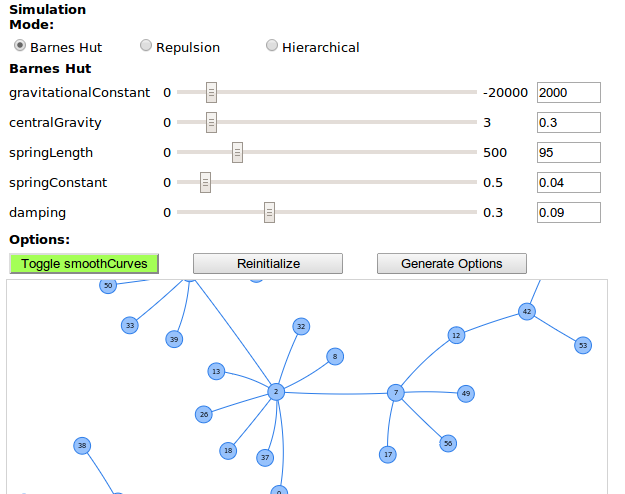 Simulation
Mode:
Barnes Hut Repulsion Hierarchical
Barnes Hut
gravitationalConstant 0 -20000 2000
centralGravity 0 3 0.3
springLength 0 500 95
springConstant 0 0.5 0.04
damping 0 0.3 0.09
Options:
Toggle smoothCurves Reinitialize Generate Options
50
42
33
32
12
39
53
8
13
2
7
49
26
56
38
18
37
17